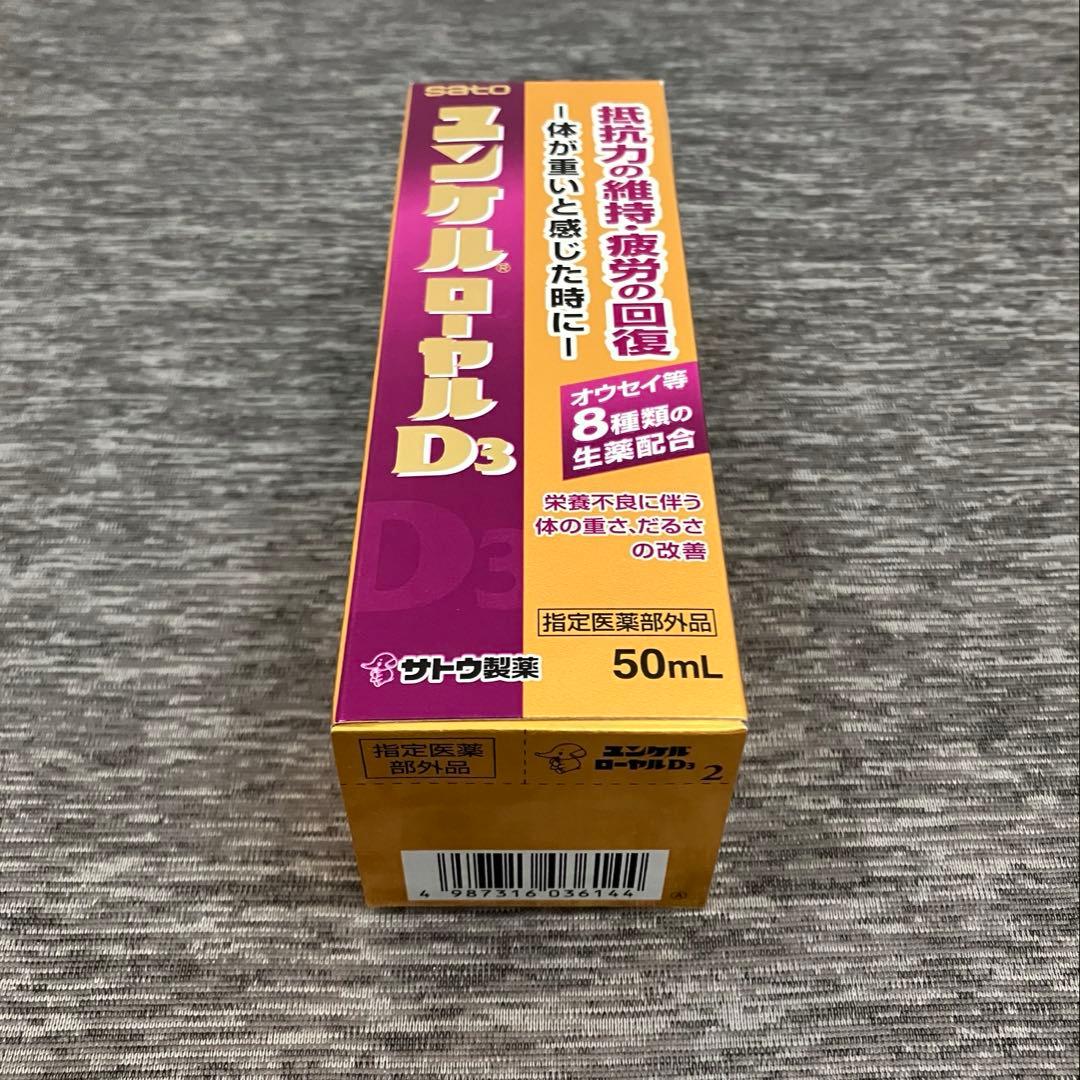 sato
ユンケル®ローヤル
D3
抵抗力の維持・疲労の回復
ー体が重いと感じた時にー
オウセイ等
8種類の
生薬配合
栄養不良に伴う
体の重さ、だるさ
の改善
指定医薬部外品
50mL
D3
サトウ製薬
指定医薬
部外品
ユンケル
ローヤルD3
2
4 987316 036144
A